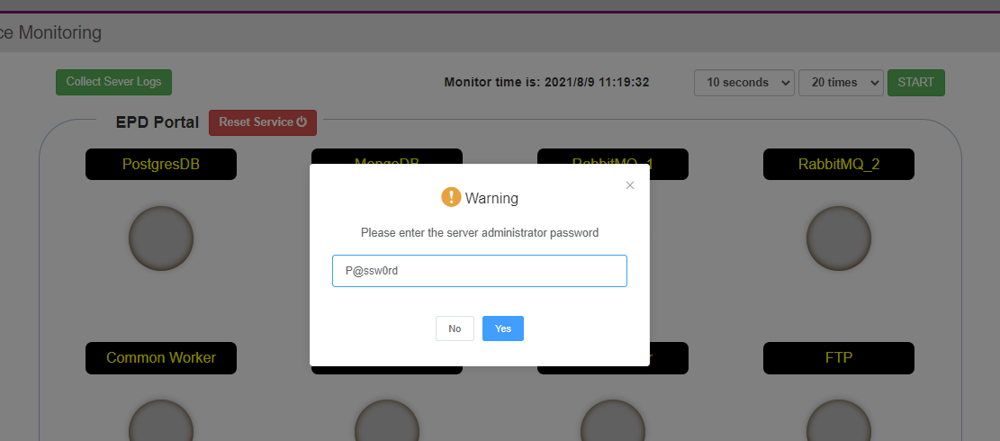 ce Monitoring
Collect Sever Logs
Monitor time is: 2021/8/9 11:19:32
10 seconds
20 times
START
EPD Portal
Reset Service
PostgresDB
MongoDB
RabbitMQ_1
RabbitMQ_2
Warning
Please enter the server administrator password
P@ssw0rd
No
Yes
Common Worker
FTP